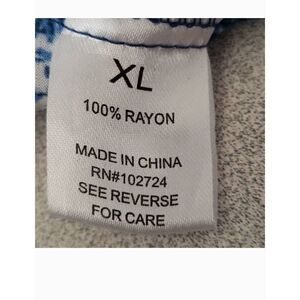 XL
100% RAYON
MADE IN CHINA
RN#102724
SEE REVERSE
FOR CARE